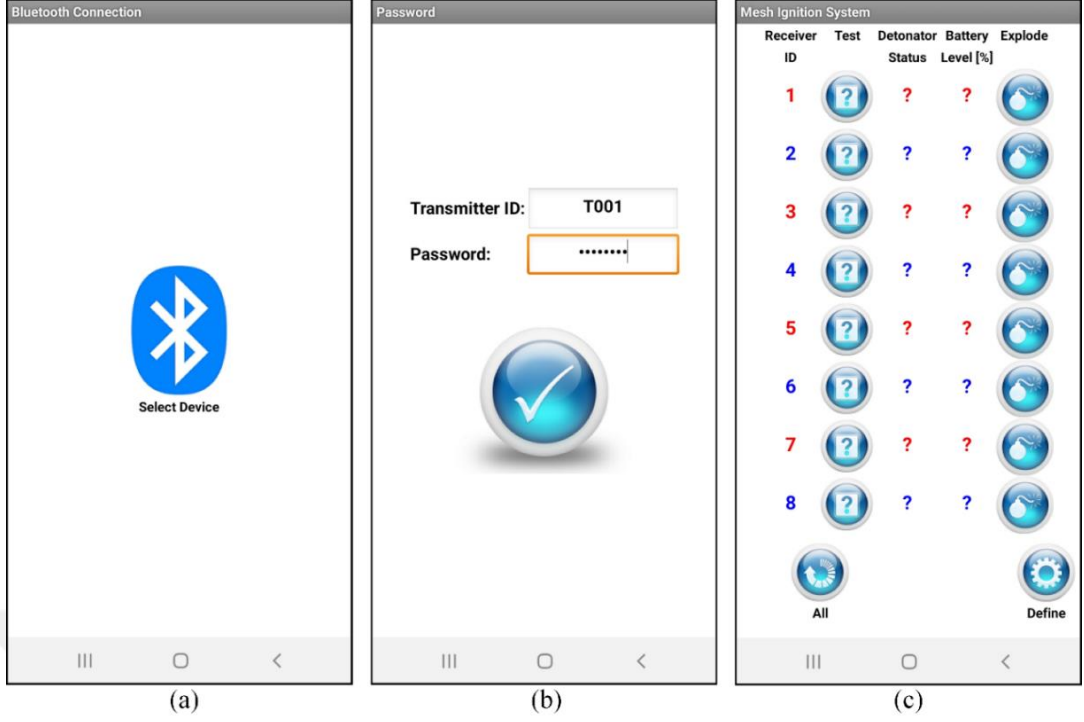 Bluetooth Connection
Select Device
(a)
Password
Transmitter ID: T001
Password: ••••••••
(b)
Mesh Ignition System
Receiver Test Detonator Battery Explode
ID Status Level [%]
1 ? ? ?
2 ? ? ?
3 ? ? ?
4 ? ? ?
5 ? ? ?
6 ? ? ?
7 ? ? ?
8 ? ? ?
All Define
(c)